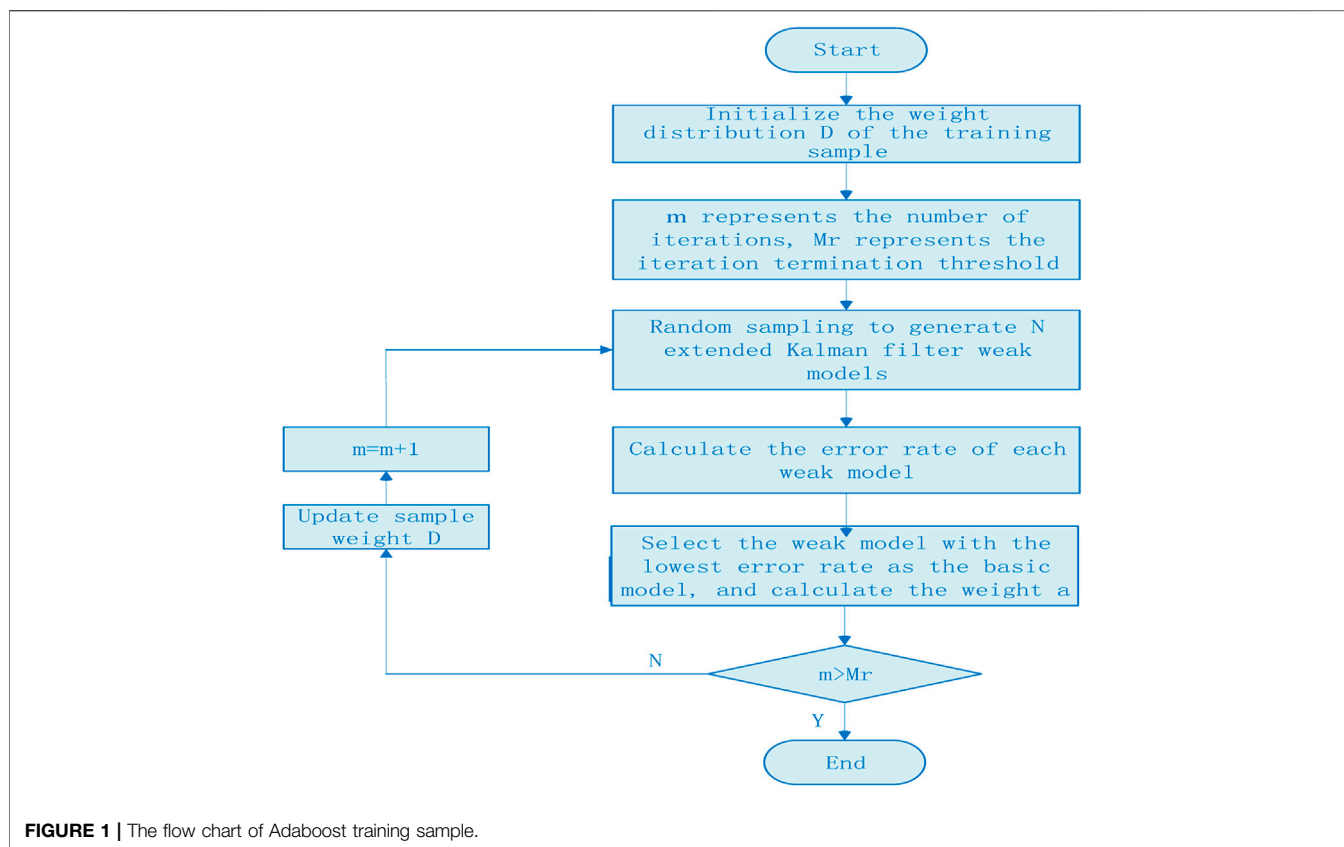 Start
Initialize the weight
distribution D of the training
sample
m represents the number of
iterations, Mr represents the
iteration termination threshold
Random sampling to generate N
extended Kalman filter weak
models
m=m+1
Calculate the error rate of each
weak model
Update sample
weight D
Select the weak model with the
lowest error rate as the basic
model, and calculate the weight a
N
m>Mr
Y
End
FIGURE 1 | The flow chart of Adaboost training sample.